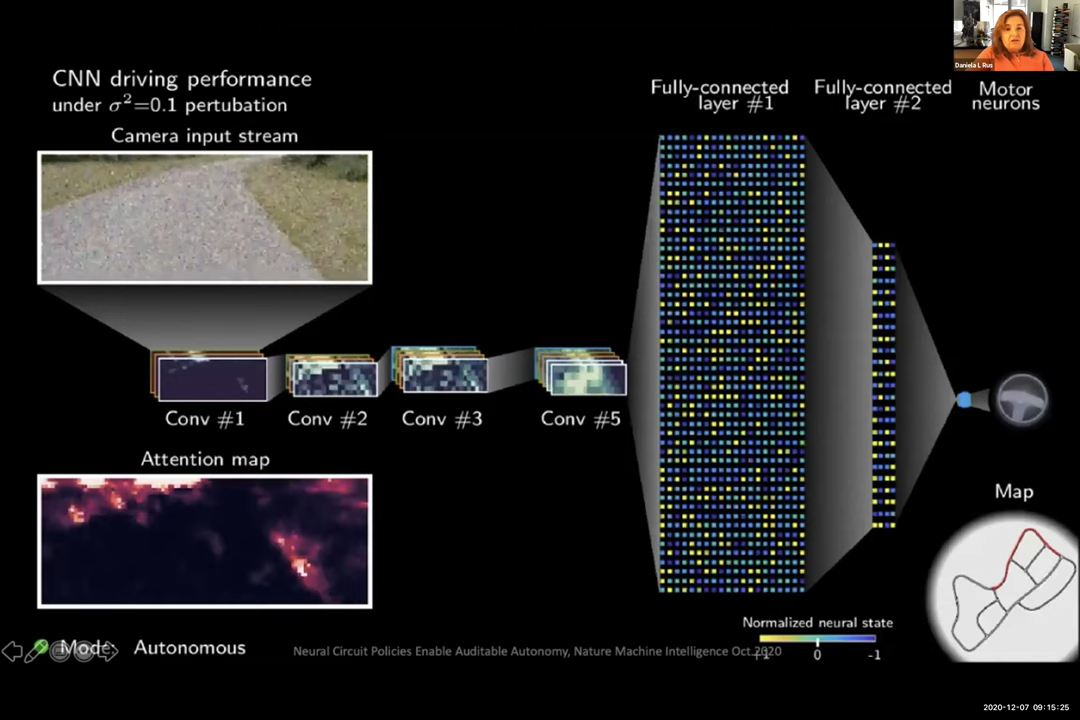 Daniela L Rus
CNN driving performance
under σ²=0.1 pertubation
Camera input stream
Fully-connected
layer #1
Fully-connected
layer #2
Motor
neurons
Conv #1
Conv #2
Conv #3
Conv #5
Attention map
Map
Normalized neural state
+1
0
-1
Mode: Autonomous
Neural Circuit Policies Enable Auditable Autonomy, Nature Machine Intelligence Oct 2020
2020-12-07 09:15:25